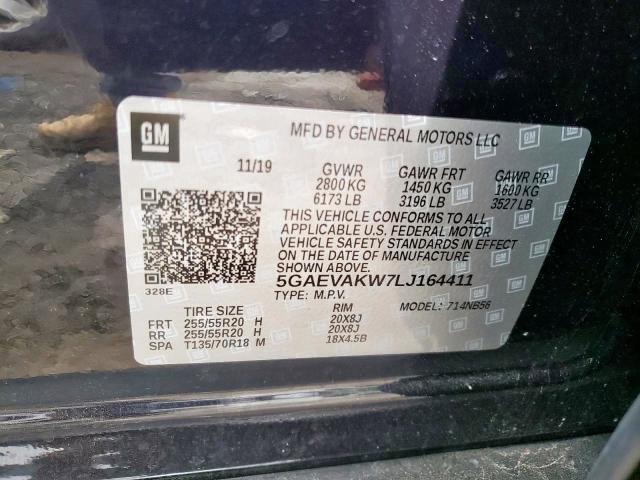 GM
MFD BY GENERAL MOTORS LLC
11/19 GVWR GAWR FRT GAWR RR
2800 KG 1450 KG 1600 KG
6173 LB 3196 LB 3527 LB
THIS VEHICLE CONFORMS TO ALL
APPLICABLE U.S. FEDERAL MOTOR
VEHICLE SAFETY STANDARDS IN EFFECT
ON THE DATE OF MANUFACTURE SHOWN ABOVE.
328E 5GAEVAKW7LJ164411
TYPE: M.P.V. MODEL: 714NB56
TIRE SIZE RIM
FRT 255/55R20 H 20X8J
RR 255/55R20 H 20X8J
SPA T135/70R18 M 18X4.5B